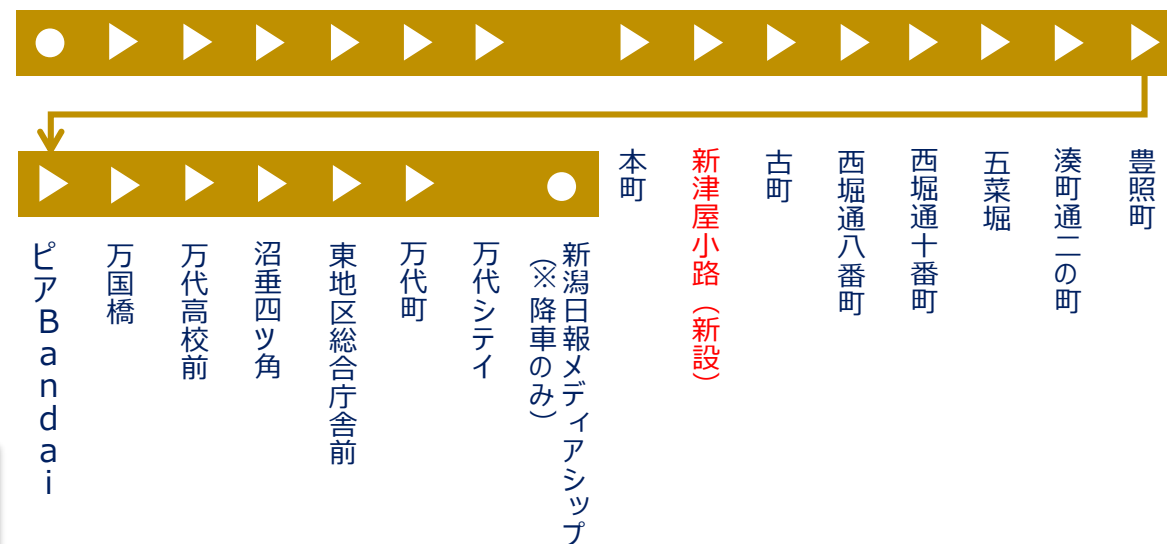 ピアBandai
万国橋
万代高校前
沼垂四ツ角
東地区総合庁舎前
万代町
万代シテイ
新潟日報メディアシップ
（※降車のみ）
本町
新津屋小路（新設）
古町
西堀通八番町
西堀通十番町
五菜堀
湊町通二の町
豊照町